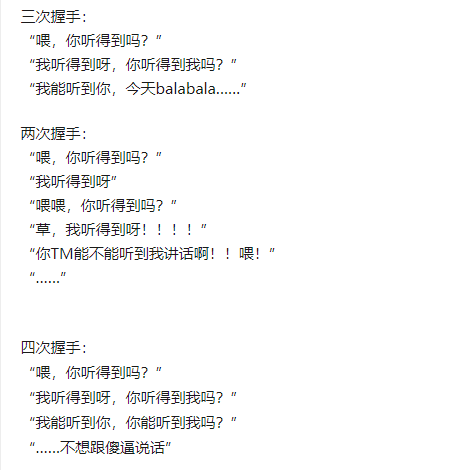 三次握手：
“喂，你听得到吗？”
“我听得到呀，你听得到我吗？”
“我能听到你，今天balabala……”
两次握手：
“喂，你听得到吗？”
“我听得到呀”
“喂喂，你听得到吗？”
“草，我听得到呀！！！！”
“你TM能不能听到我讲话啊！！喂！”
“……”
四次握手：
“喂，你听得到吗？”
“我听得到呀，你听得到我吗？”
“我能听到你，你能听到我吗？”
“……不想跟傻逼说话”